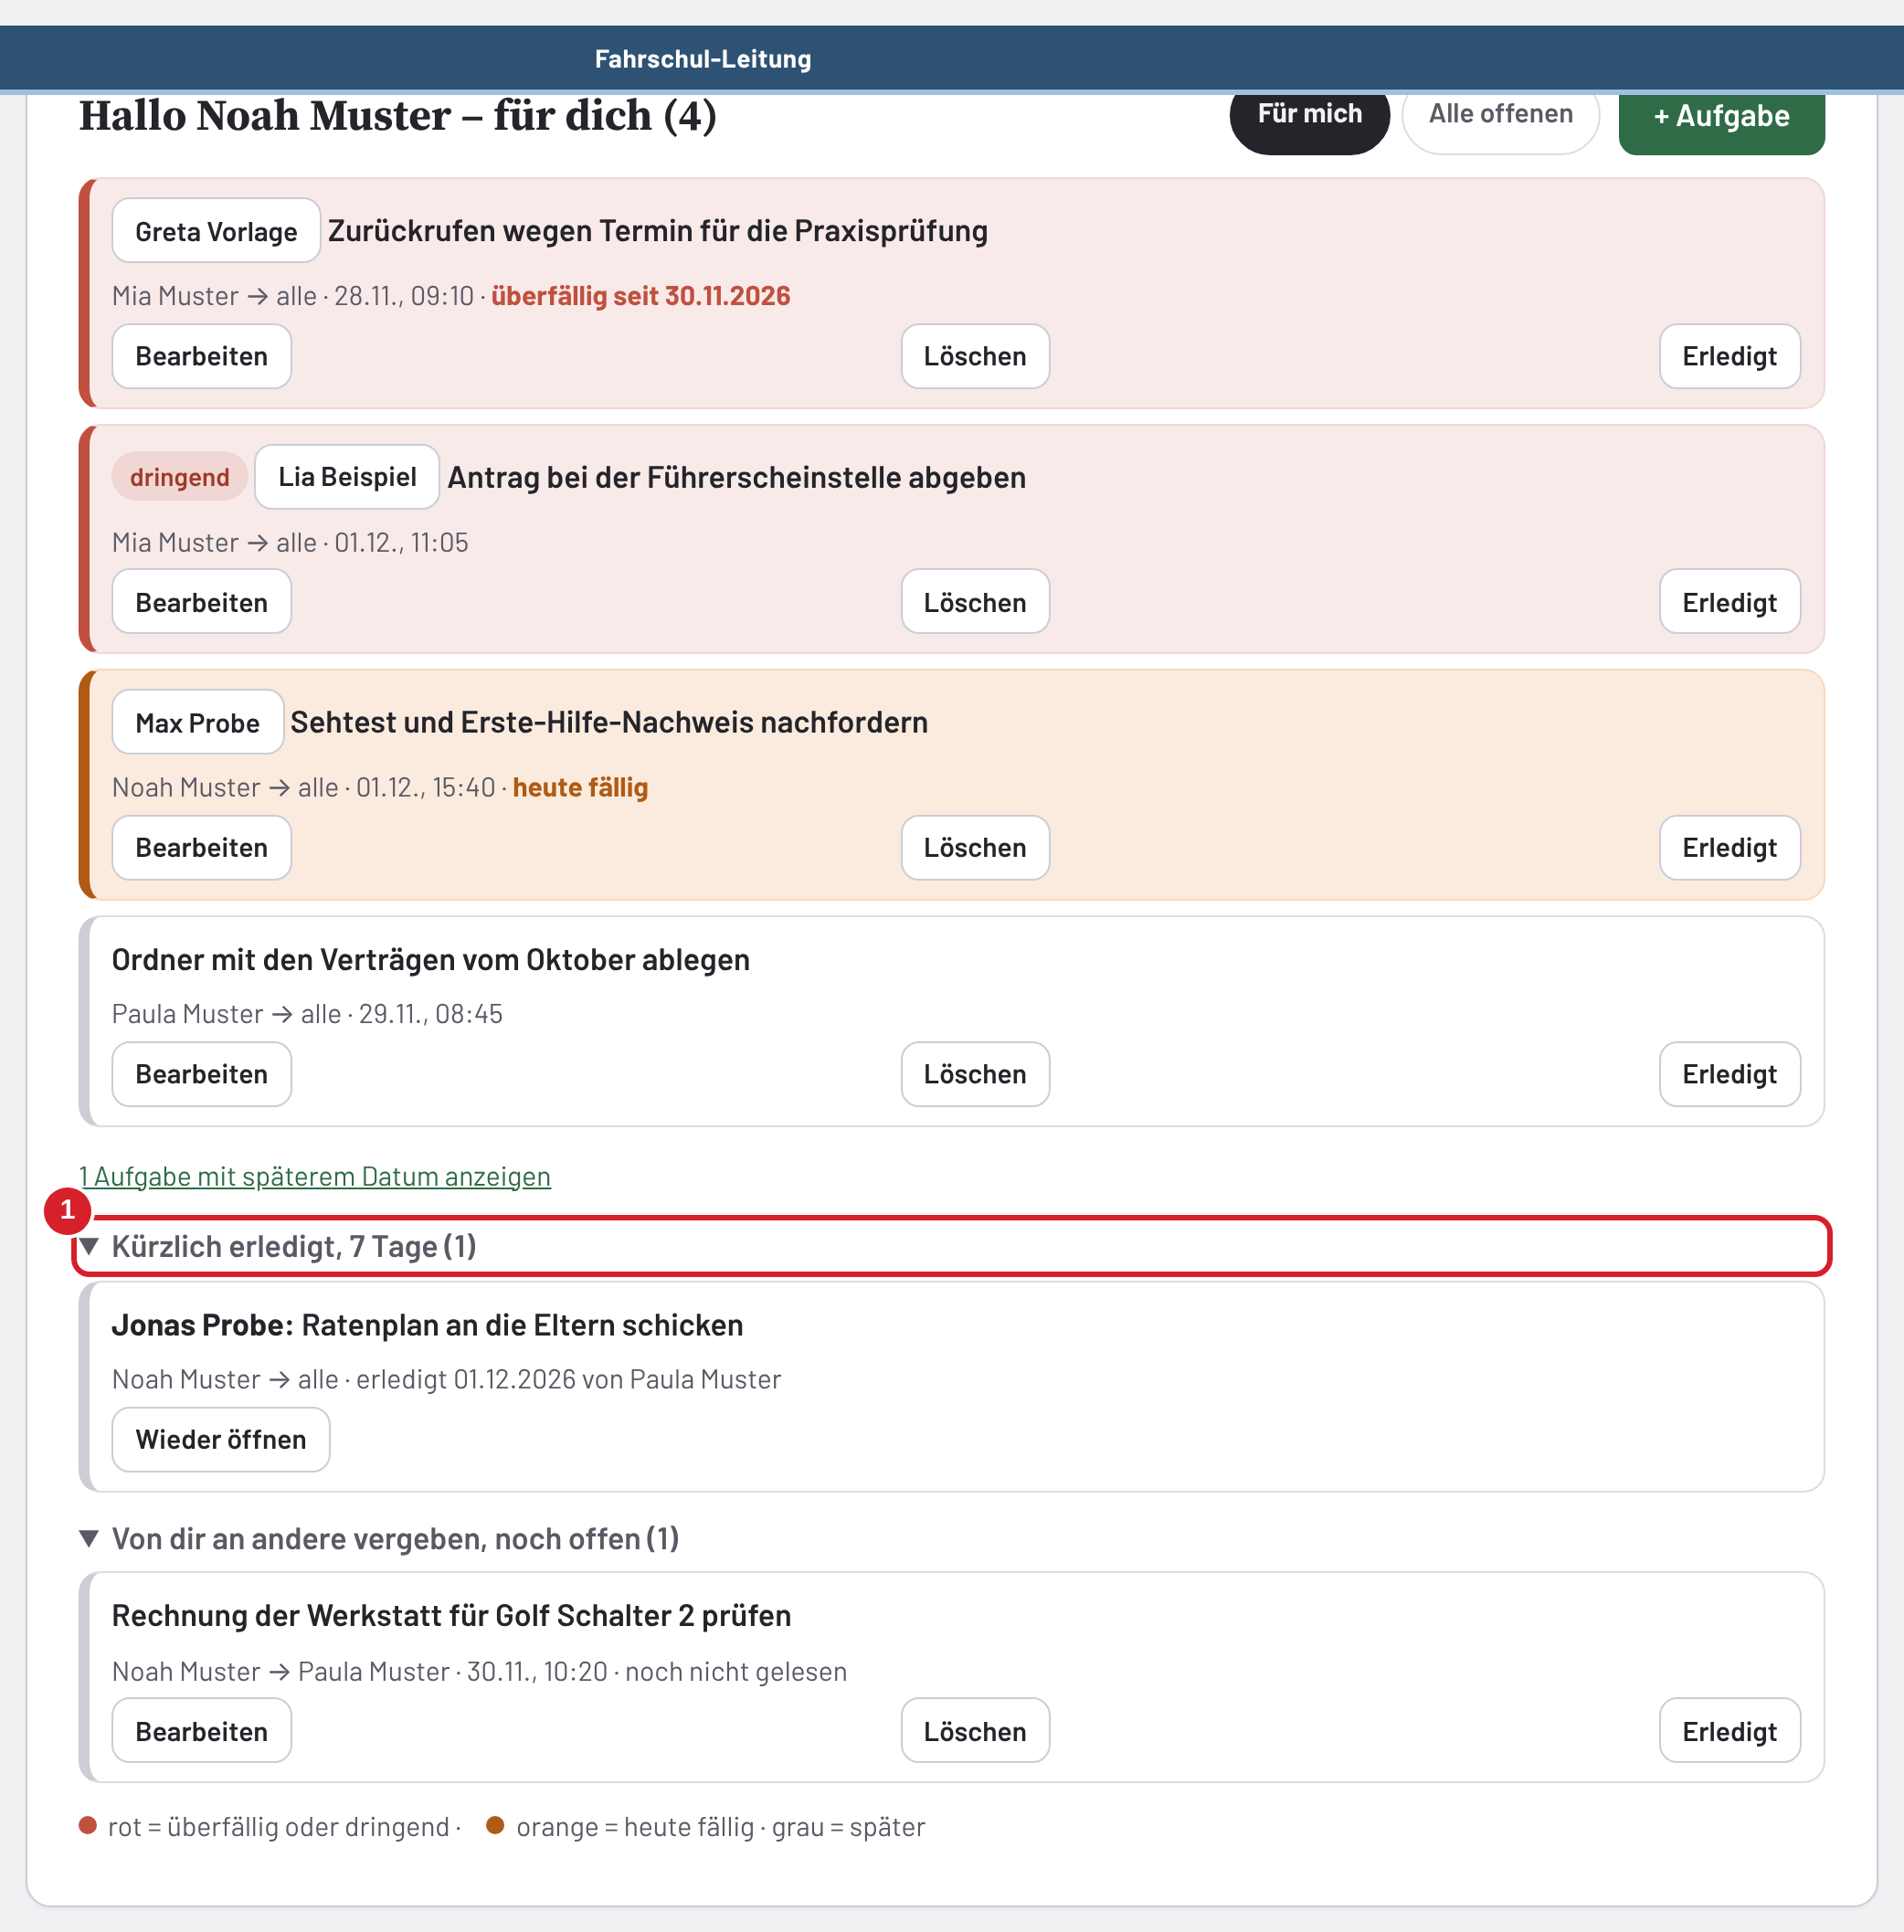 Fahrschul-Leitung
Hallo Noah Muster – für dich (4)
Für mich
Alle offenen
+ Aufgabe
Greta Vorlage Zurückrufen wegen Termin für die Praxisprüfung
Mia Muster → alle · 28.11., 09:10 · überfällig seit 30.11.2026
Bearbeiten
Löschen
Erledigt
dringend Lia Beispiel Antrag bei der Führerscheinstelle abgeben
Mia Muster → alle · 01.12., 11:05
Bearbeiten
Löschen
Erledigt
Max Probe Sehtest und Erste-Hilfe-Nachweis nachfordern
Noah Muster → alle · 01.12., 15:40 · heute fällig
Bearbeiten
Löschen
Erledigt
Ordner mit den Verträgen vom Oktober ablegen
Paula Muster → alle · 29.11., 08:45
Bearbeiten
Löschen
Erledigt
1 Aufgabe mit späterem Datum anzeigen
1
▼ Kürzlich erledigt, 7 Tage (1)
Jonas Probe: Ratenplan an die Eltern schicken
Noah Muster → alle · erledigt 01.12.2026 von Paula Muster
Wieder öffnen
▼ Von dir an andere vergeben, noch offen (1)
Rechnung der Werkstatt für Golf Schalter 2 prüfen
Noah Muster → Paula Muster · 30.11., 10:20 · noch nicht gelesen
Bearbeiten
Löschen
Erledigt
rot = überfällig oder dringend · orange = heute fällig · grau = später